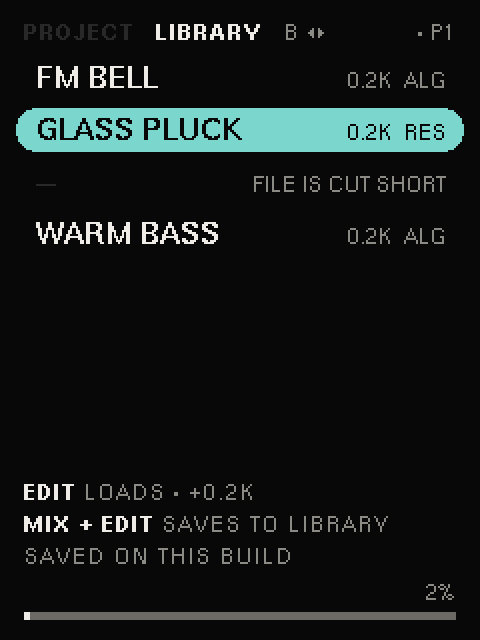 PROJECT LIBRARY B ◂▸ · P1
FM BELL 0.2K ALG
GLASS PLUCK 0.2K RES
— FILE IS CUT SHORT
WARM BASS 0.2K ALG
EDIT LOADS · +0.2K
MIX + EDIT SAVES TO LIBRARY
SAVED ON THIS BUILD
2%